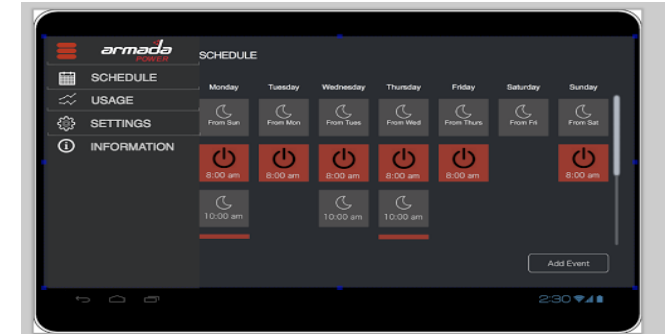 armada
POWER
SCHEDULE
SCHEDULE
USAGE
SETTINGS
INFORMATION
Monday Tuesday Wednesday Thursday Friday Saturday Sunday
From Sun From Mon From Tues From Wed From Thurs From Fri From Sat
8:00 am 8:00 am 8:00 am 8:00 am 8:00 am 8:00 am
10:00 am 10:00 am 10:00 am
Add Event
2:30